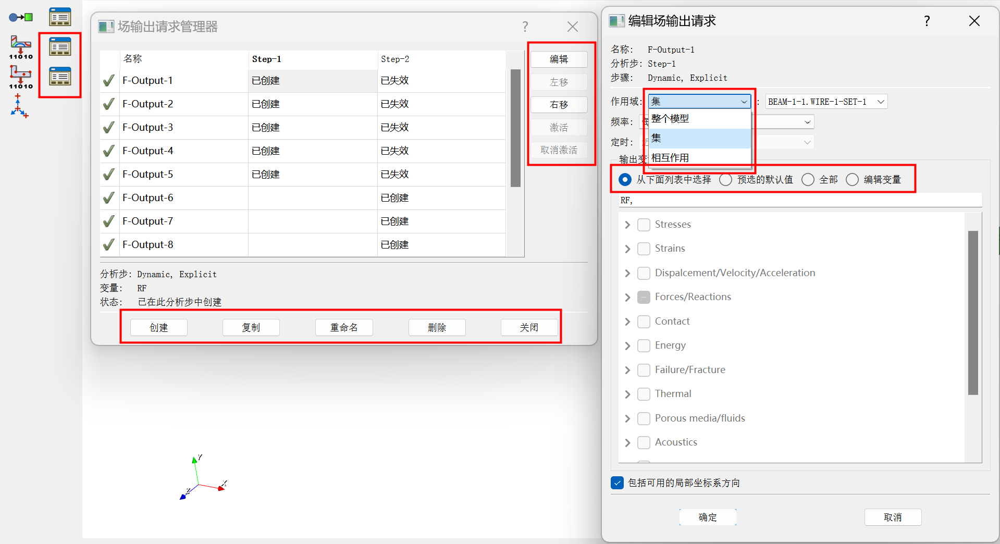 11010
11010
场输出请求管理器
?
名称 Step-1 Step-2
F-Output-1 已创建 已失效
F-Output-2 已创建 已失效
F-Output-3 已创建 已失效
F-Output-4 已创建 已失效
F-Output-5 已创建 已失效
F-Output-6 已创建
F-Output-7 已创建
F-Output-8 已创建
编辑
左移
右移
激活
取消激活
分析步: Dynamic, Explicit
变量: RF
状态: 已在此分析步中创建
创建 复制 重命名 删除 关闭
Y
X
Z
编辑场输出请求
?
名称: F-Output-1
分析步: Step-1
步骤: Dynamic, Explicit
作用域: 集 : BEAM-1-1.WIRE-1-SET-1
整个模型
集
相互作用
频率:
定时:
输出变
从下面列表中选择 预选的默认值 全部 编辑变量
RF,
Stresses
Strains
Dispalcement/Velocity/Acceleration
Forces/Reactions
Contact
Energy
Failure/Fracture
Thermal
Porous media/fluids
Acoustics
包括可用的局部坐标系方向
确定 取消